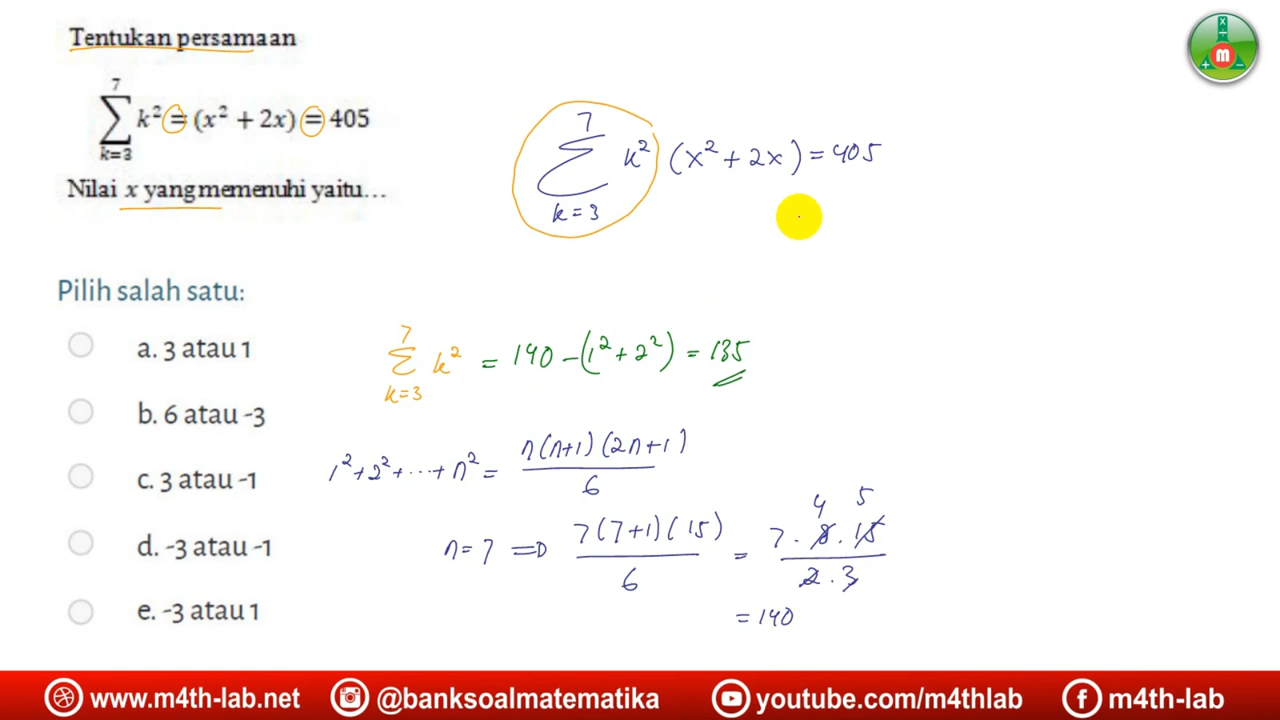 Tentukan persamaan
7
∑ k² = (x² + 2x) = 405
k=3
Nilai x yang memenuhi yaitu...
7
∑ k² (x² + 2x) = 405
k = 3
Pilih salah satu:
a. 3 atau 1
b. 6 atau -3
c. 3 atau -1
d. -3 atau -1
e. -3 atau 1
7
∑ k² = 140 - (1² + 2²) = 135
k=3
1² + 2² + ... + n² = n(n+1)(2n+1)
6
4 5
n = 7 ⇒ 7(7+1)(15) = 7 . 8 . 15
6 2 . 3
= 140
x
÷
m
+ -
www.m4th-lab.net @banksoalmatematika youtube.com/m4thlab m4th-lab